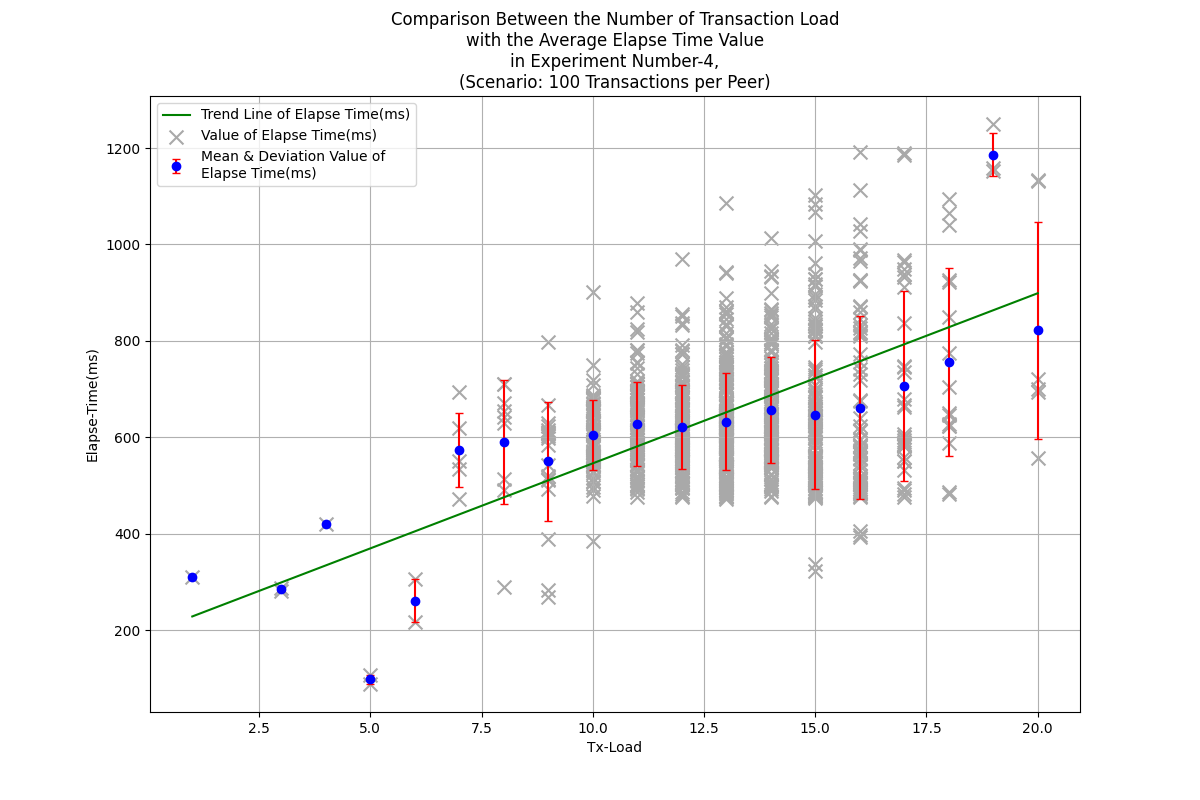 Comparison Between the Number of Transaction Load
with the Average Elapse Time Value
in Experiment Number-4,
(Scenario: 100 Transactions per Peer)
Trend Line of Elapse Time(ms)
Value of Elapse Time(ms)
Mean & Deviation Value of
Elapse Time(ms)
Elapse-Time(ms)
1200
1000
800
600
400
200
2.5 5.0 7.5 10.0 12.5 15.0 17.5 20.0
Tx-Load